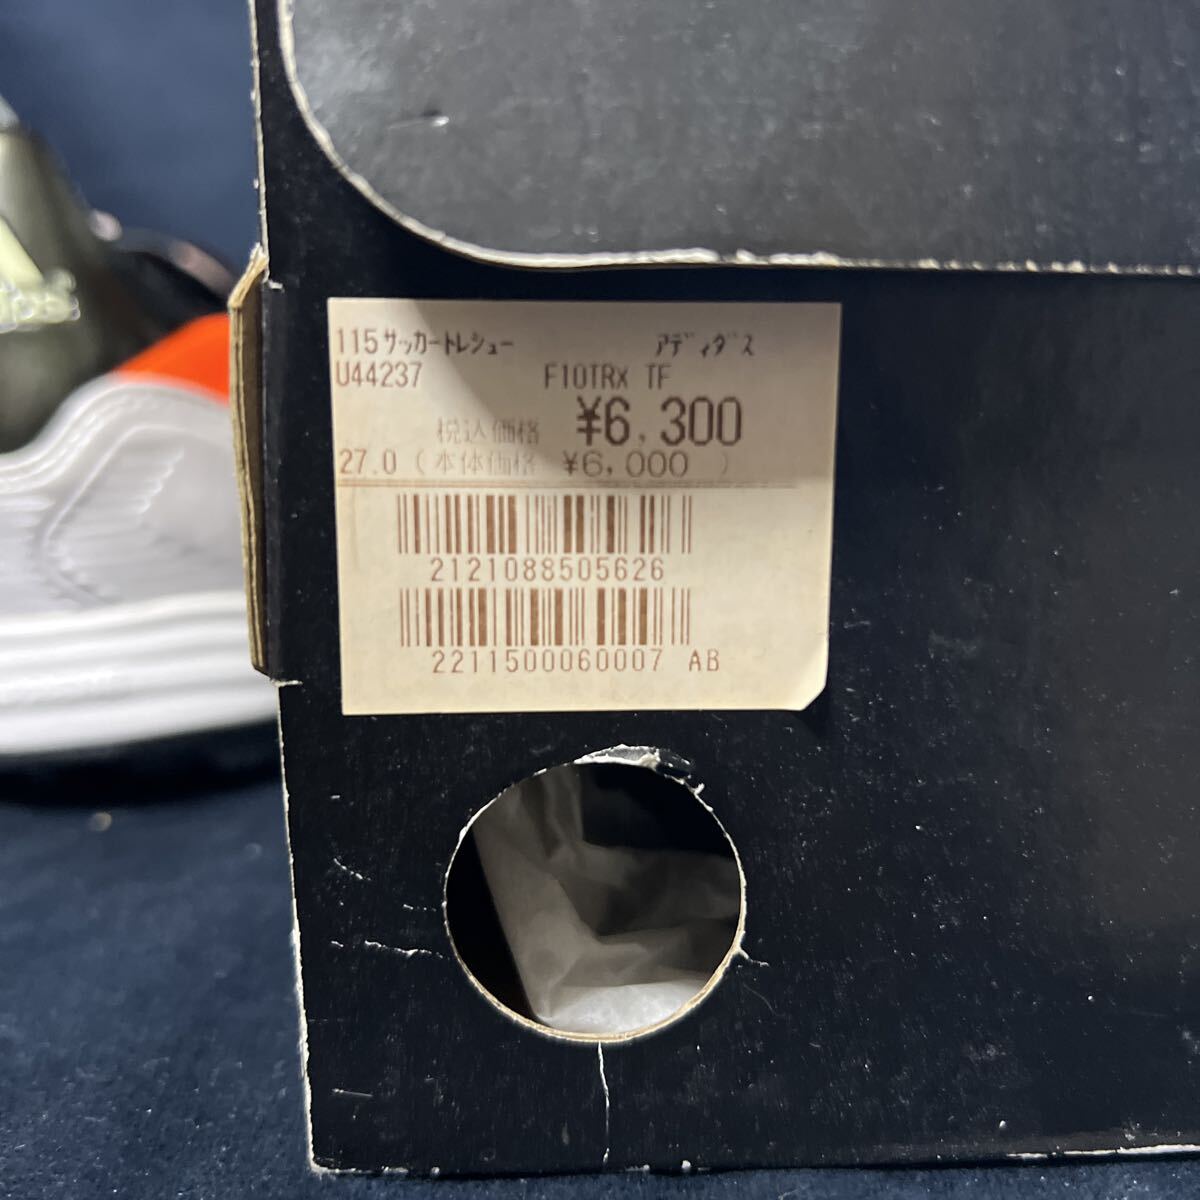 115サッカートレシュー アディダス
U44237 F10TRX TF
税込価格 ¥6,300
27.0 (本体価格 ¥6,000 )
2121088505626
2211500060007 AB